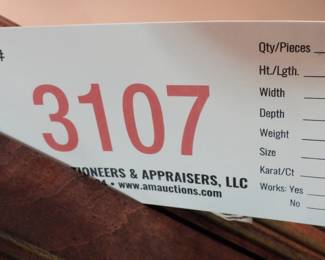 #
3107
TIONEERS & APPRAISERS, LLC
• www.amauctions.com
Qty/Pieces
Ht./Lgth.
Width
Depth
Weight
Size
Karat/Ct
Works: Yes
No